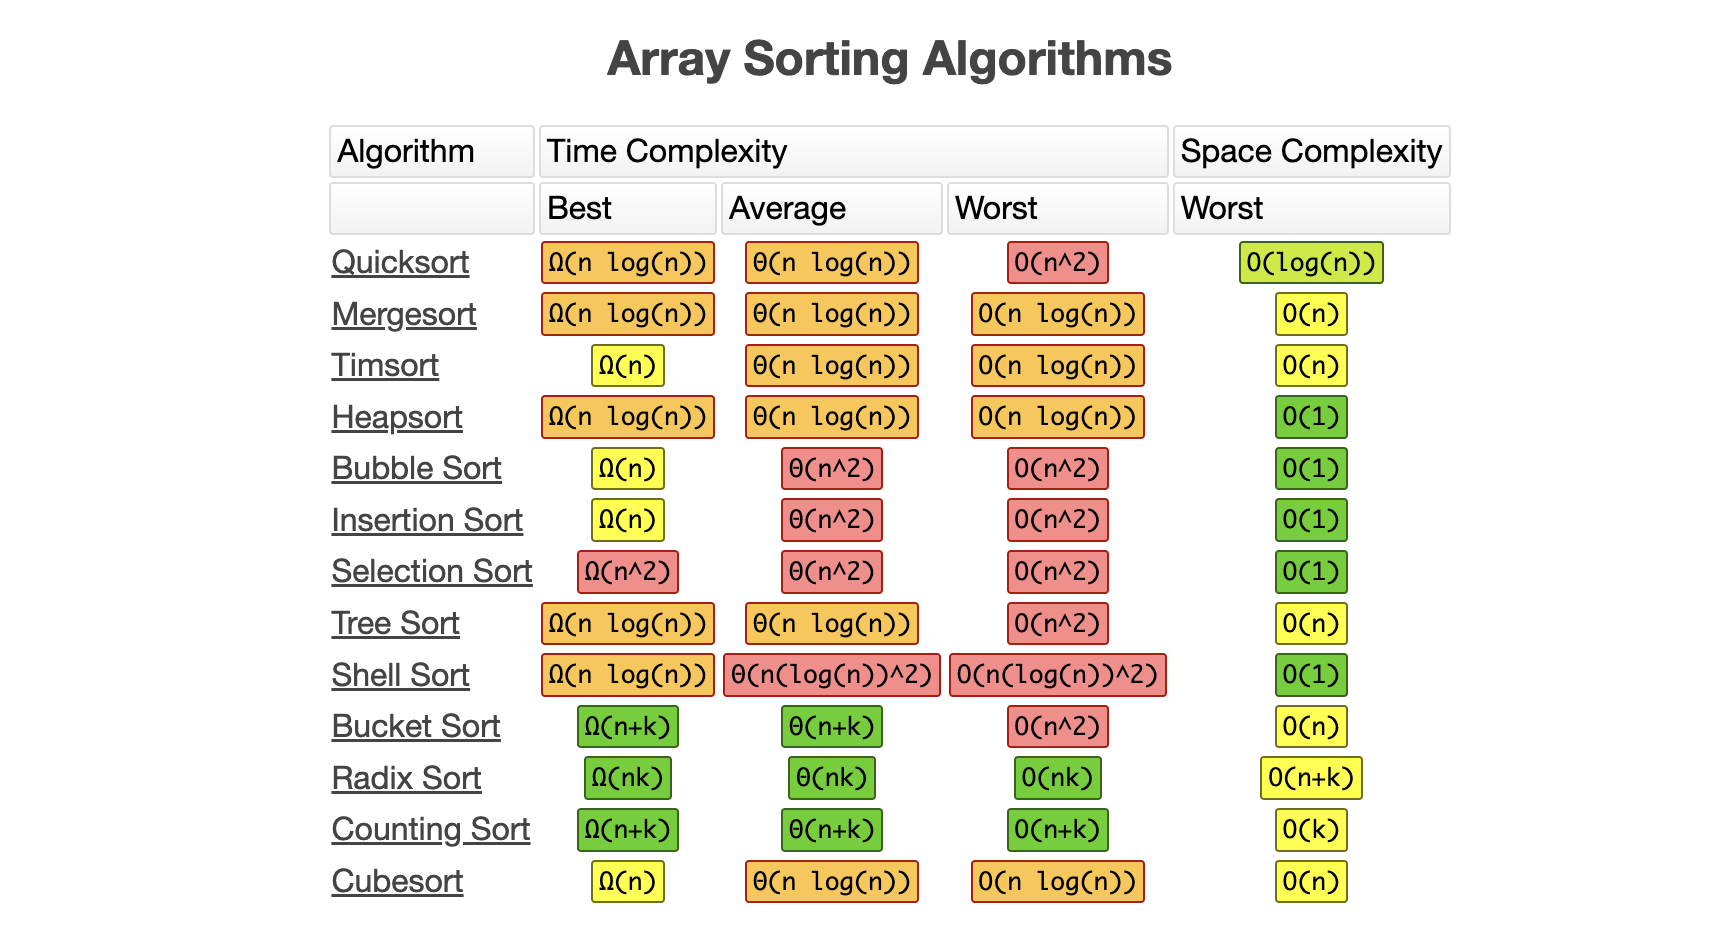 Array Sorting Algorithms
Algorithm Time Complexity Space Complexity
Best Average Worst Worst
Quicksort Ω(n log(n)) Θ(n log(n)) O(n^2) O(log(n))
Mergesort Ω(n log(n)) Θ(n log(n)) O(n log(n)) O(n)
Timsort Ω(n) Θ(n log(n)) O(n log(n)) O(n)
Heapsort Ω(n log(n)) Θ(n log(n)) O(n log(n)) O(1)
Bubble Sort Ω(n) Θ(n^2) O(n^2) O(1)
Insertion Sort Ω(n) Θ(n^2) O(n^2) O(1)
Selection Sort Ω(n^2) Θ(n^2) O(n^2) O(1)
Tree Sort Ω(n log(n)) Θ(n log(n)) O(n^2) O(n)
Shell Sort Ω(n log(n)) Θ(n(log(n))^2) O(n(log(n))^2) O(1)
Bucket Sort Ω(n+k) Θ(n+k) O(n^2) O(n)
Radix Sort Ω(nk) Θ(nk) O(nk) O(n+k)
Counting Sort Ω(n+k) Θ(n+k) O(n+k) O(k)
Cubesort Ω(n) Θ(n log(n)) O(n log(n)) O(n)